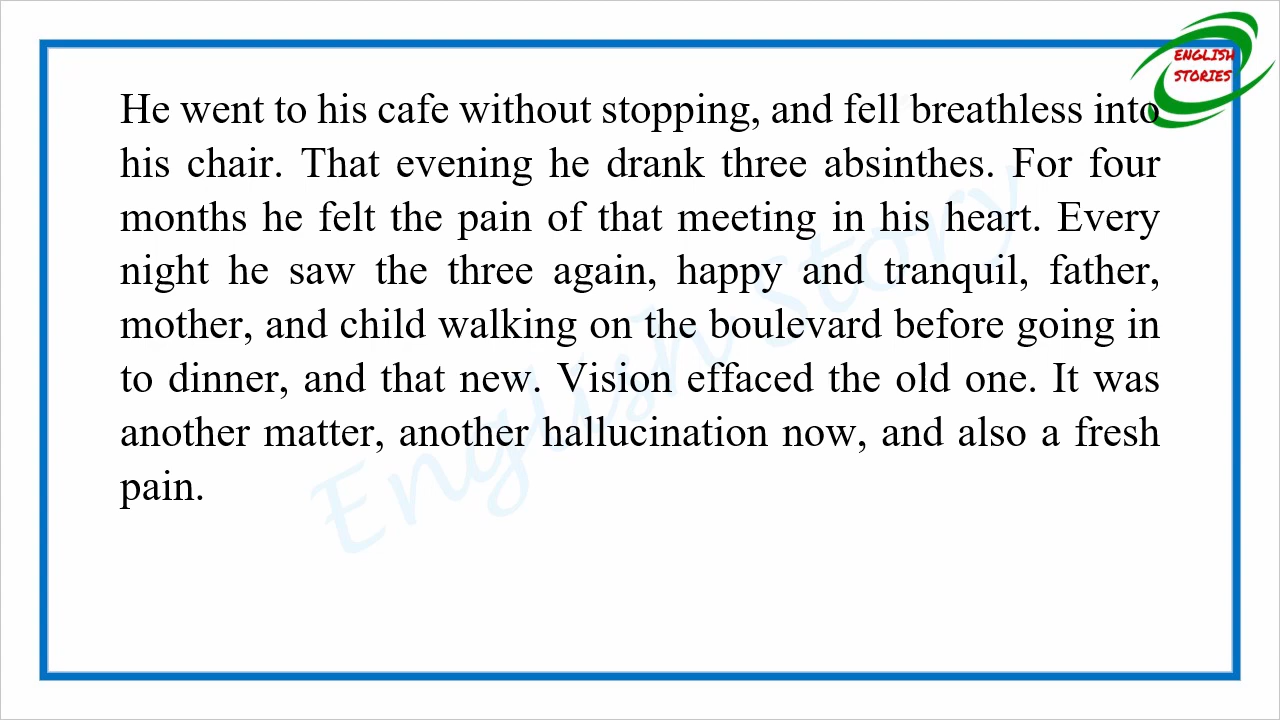 ENGLISH
STORIES
He went to his cafe without stopping, and fell breathless into
his chair. That evening he drank three absinthes. For four
months he felt the pain of that meeting in his heart. Every
night he saw the three again, happy and tranquil, father,
mother, and child walking on the boulevard before going in
to dinner, and that new. Vision effaced the old one. It was
another matter, another hallucination now, and also a fresh
pain.
English Story